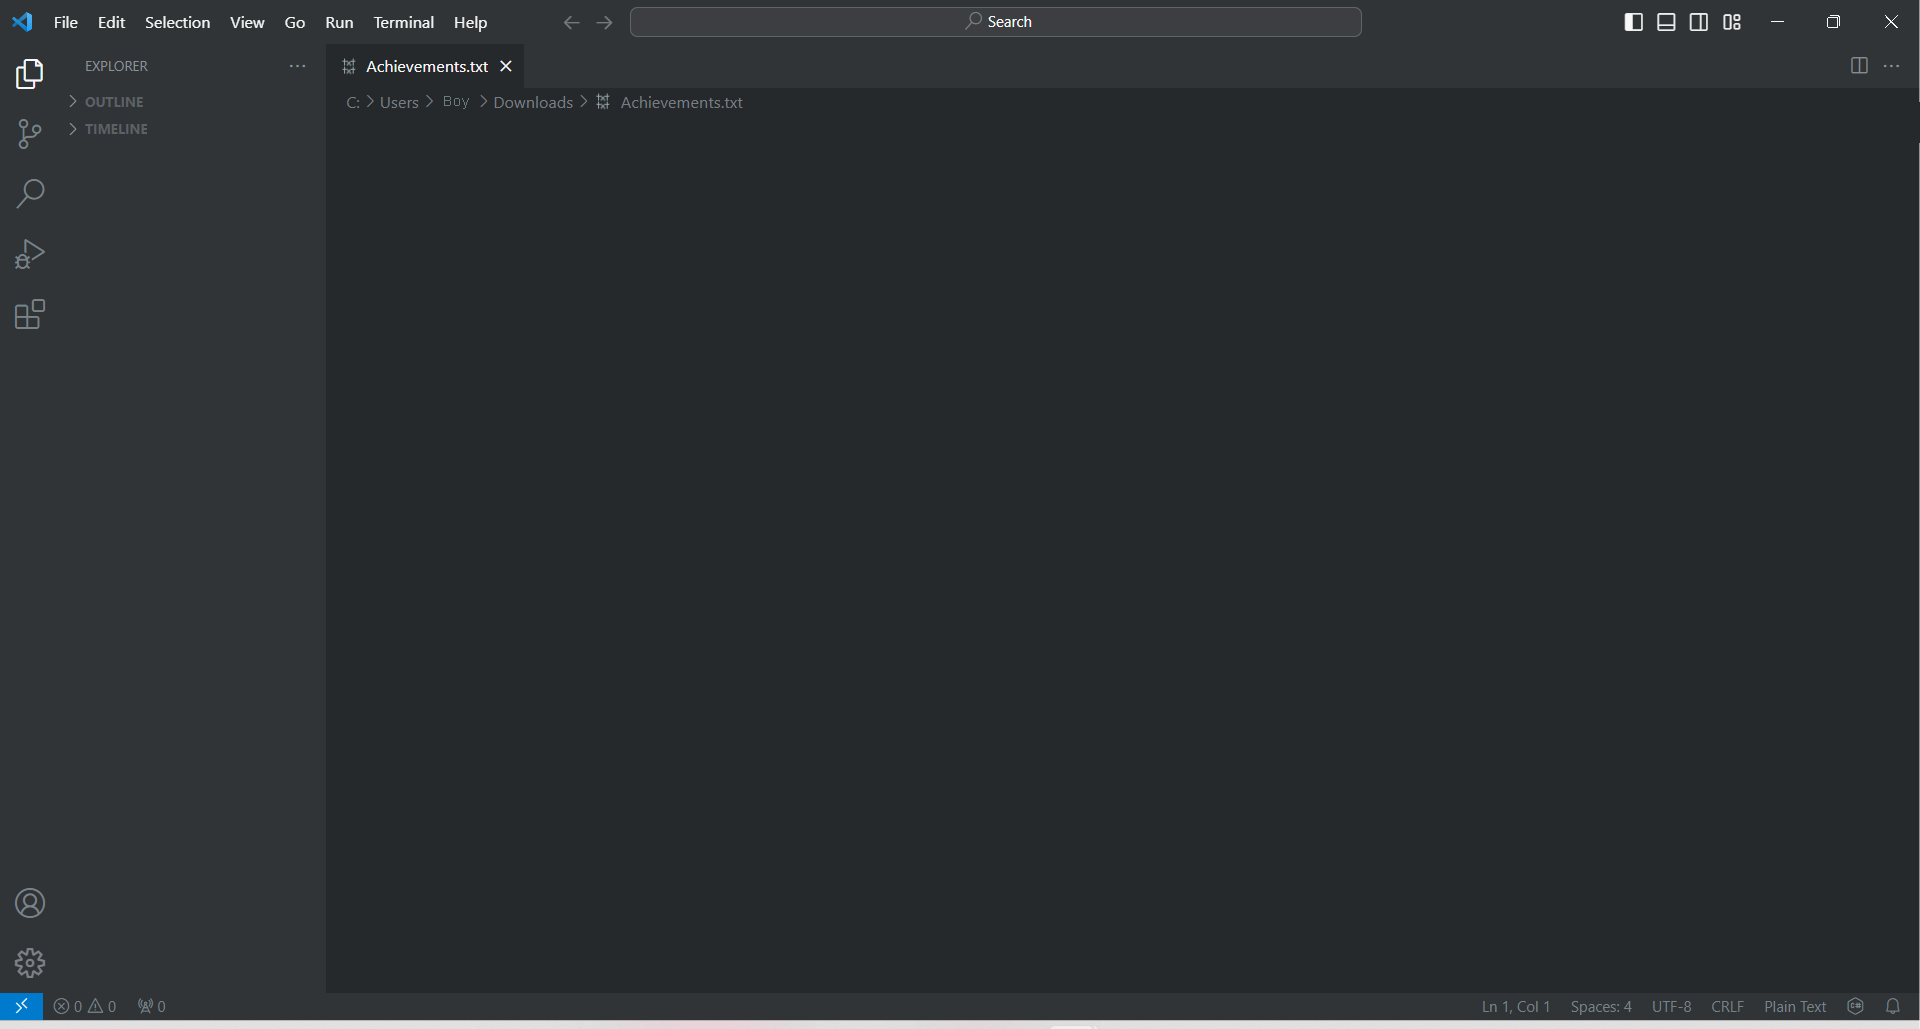 File Edit Selection View Go Run Terminal Help Search
EXPLORER
OUTLINE
TIMELINE
Achievements.txt
C: Users Boy Downloads Achievements.txt
0 0 0
Ln 1, Col 1 Spaces: 4 UTF-8 CRLF Plain Text